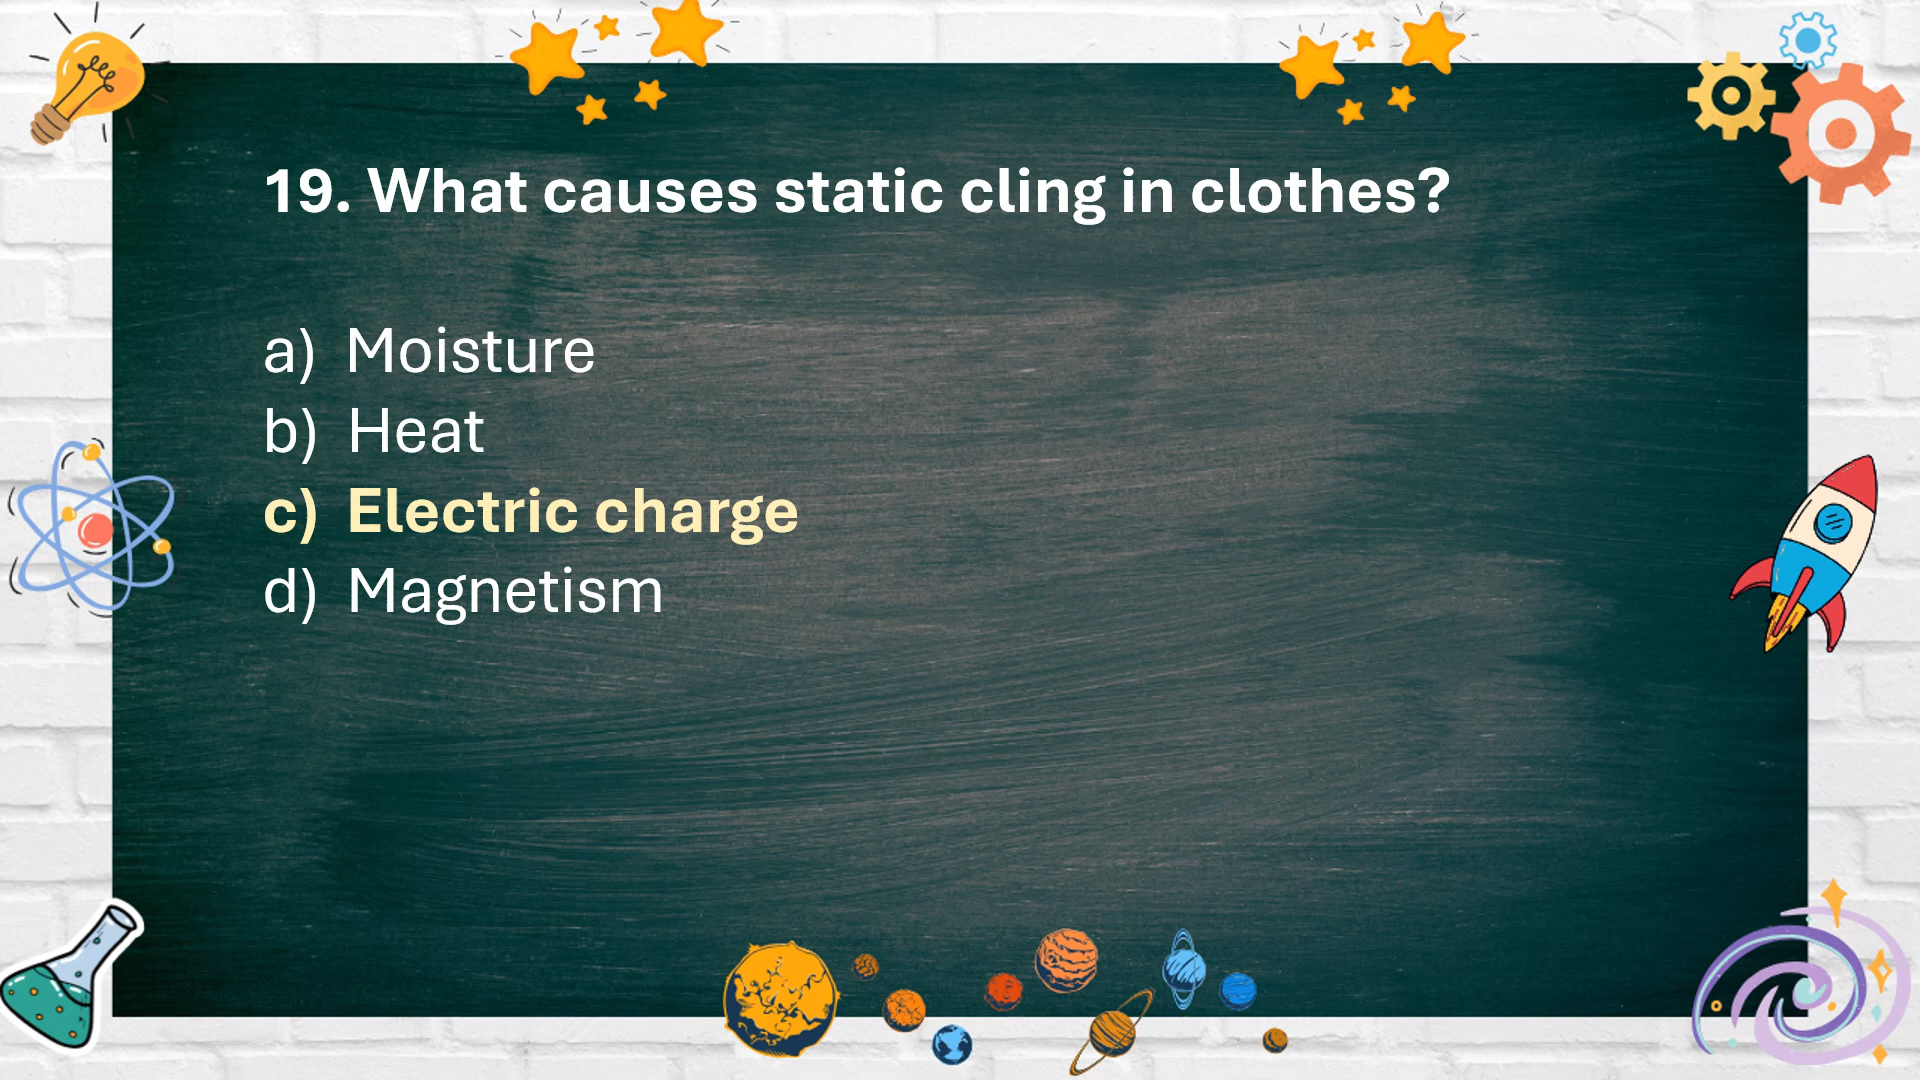 19. What causes static cling in clothes?
a) Moisture
b) Heat
c) Electric charge
d) Magnetism